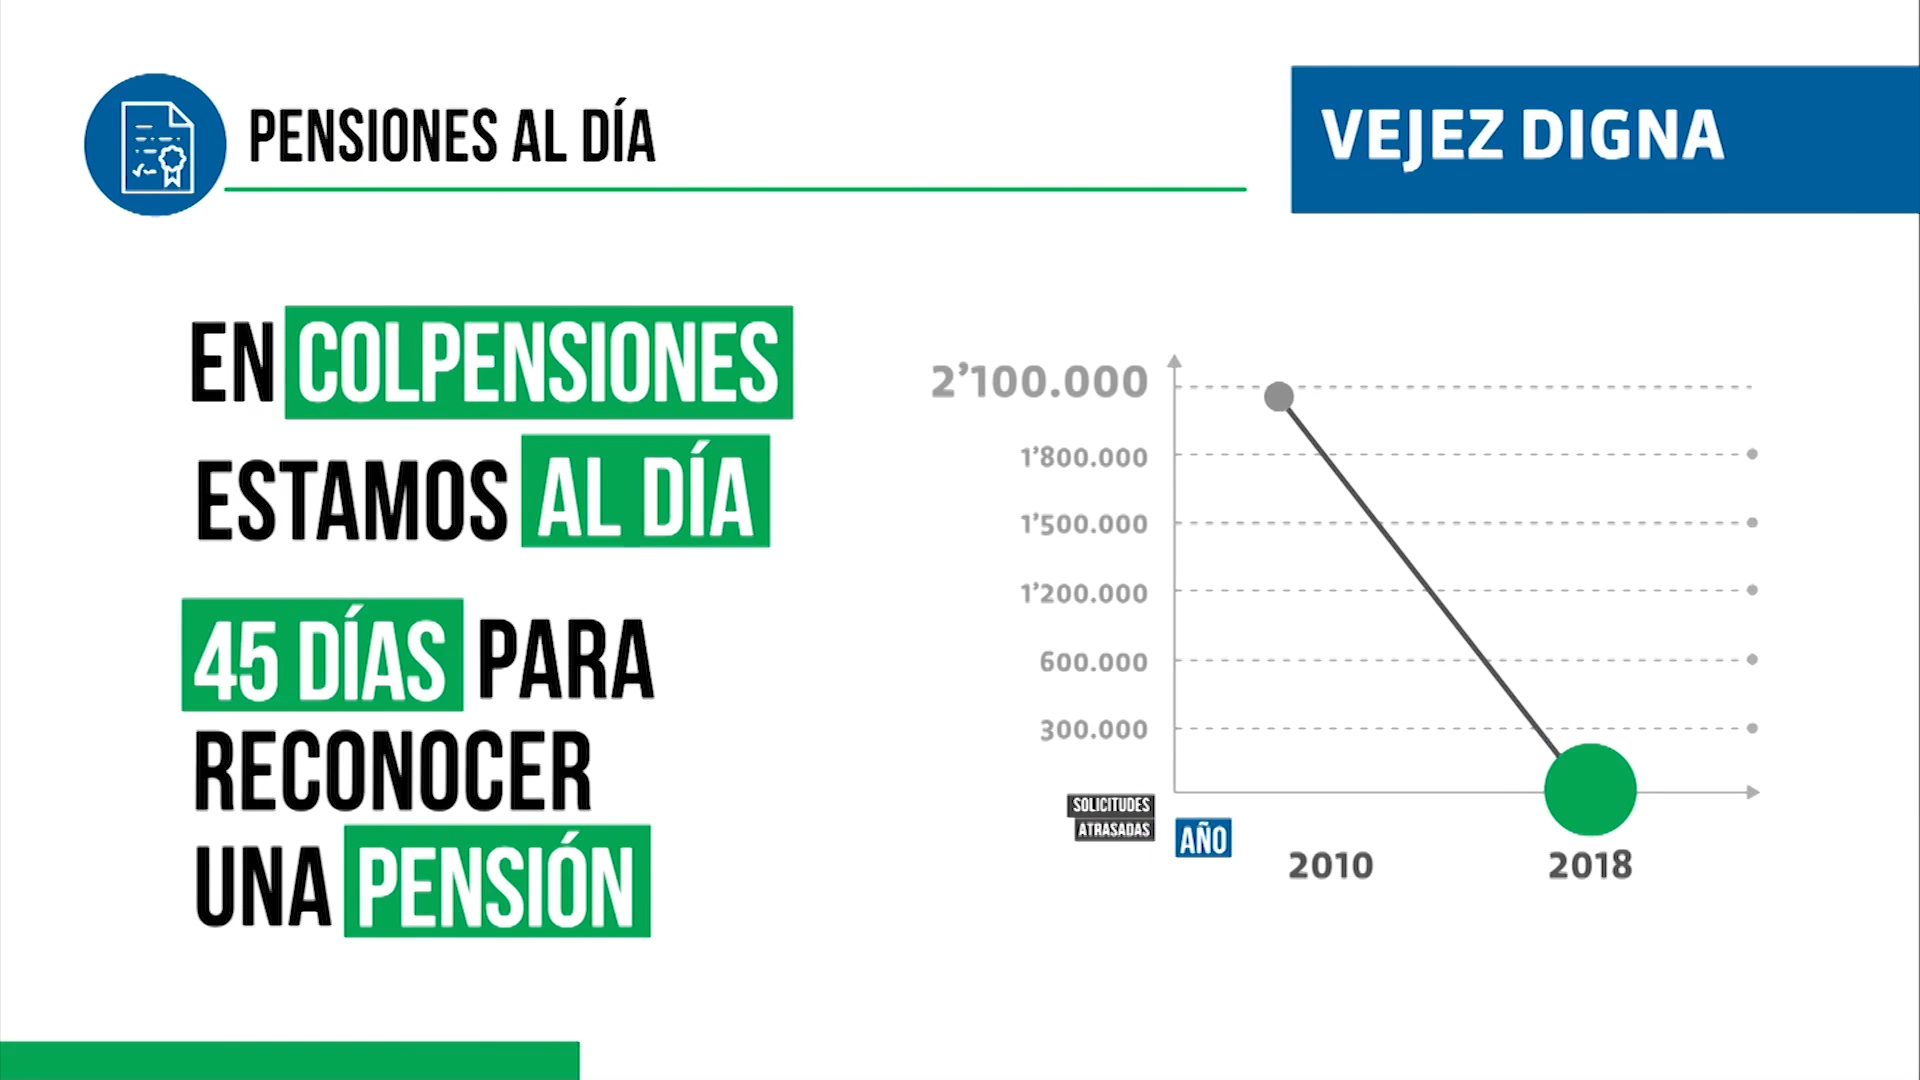 PENSIONES AL DÍA
VEJEZ DIGNA
EN COLPENSIONES
ESTAMOS AL DÍA
45 DÍAS PARA
RECONOCER
UNA PENSIÓN
2’100.000
1’800.000
1’500.000
1’200.000
600.000
300.000
SOLICITUDES
ATRASADAS
AÑO
2010
2018